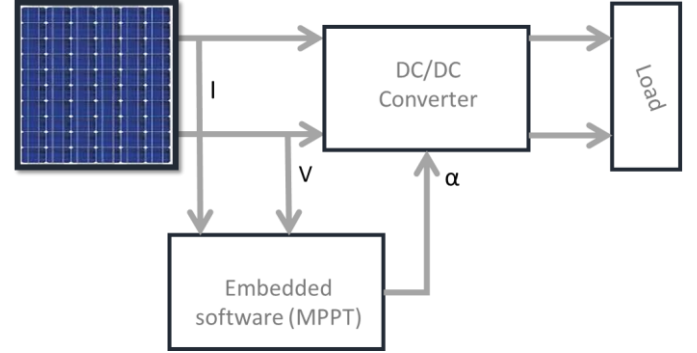 DC/DC
Converter
Load
I
V
α
Embedded
software (MPPT)